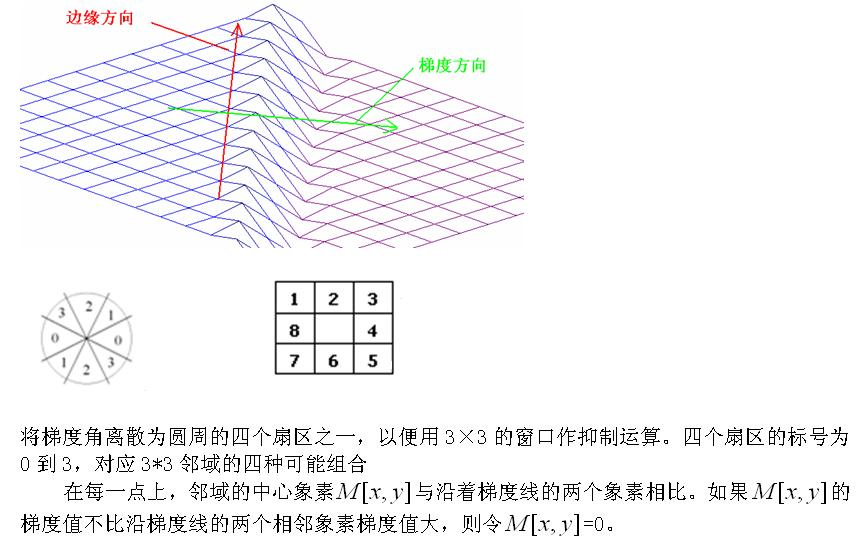 边缘方向
梯度方向
3 2 1
0 0
1 2 3
1 2 3
8 4
7 6 5
将梯度角离散为圆周的四个扇区之一，以便用3×3的窗口作抑制运算。四个扇区的标号为
0到3，对应3*3邻域的四种可能组合
在每一点上，邻域的中心象素M[x,y]与沿着梯度线的两个象素相比。如果M[x,y]的
梯度值不比沿梯度线的两个相邻象素梯度值大，则令M[x,y]=0。